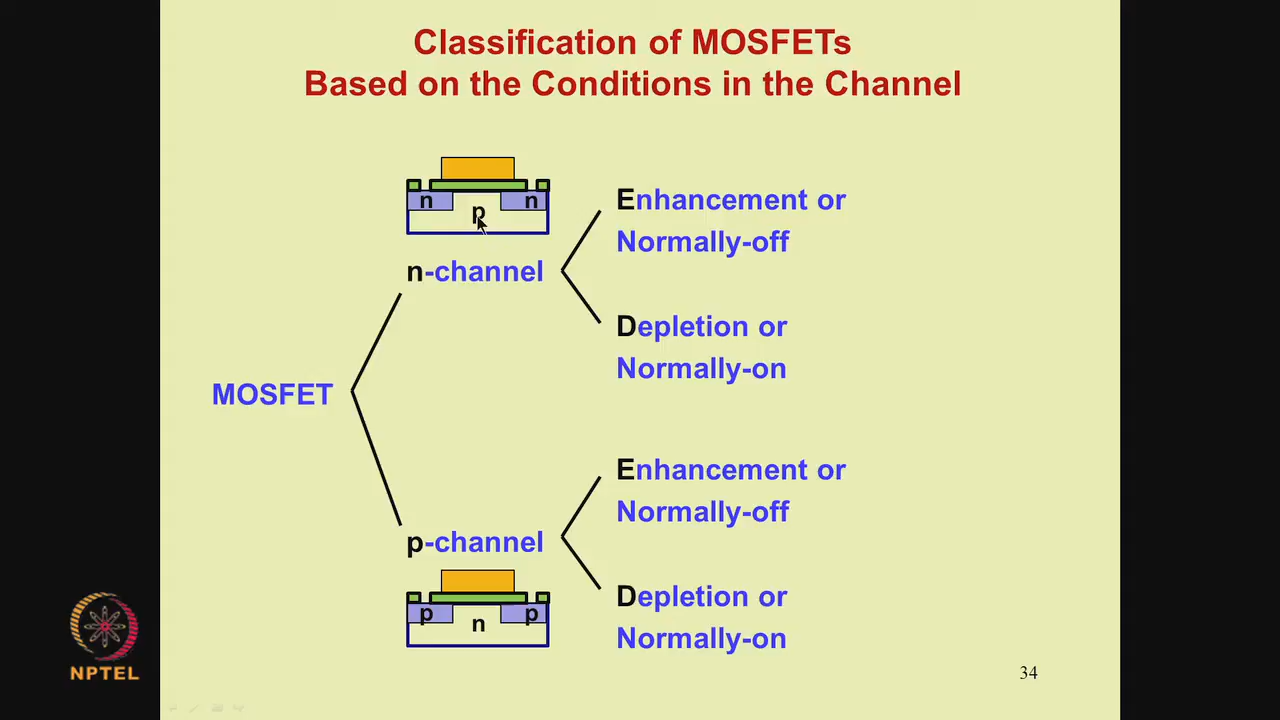 Classification of MOSFETs
Based on the Conditions in the Channel
n n
p
n-channel
Enhancement or
Normally-off
Depletion or
Normally-on
MOSFET
p-channel
Enhancement or
Normally-off
Depletion or
Normally-on
p p
n
NPTEL
34